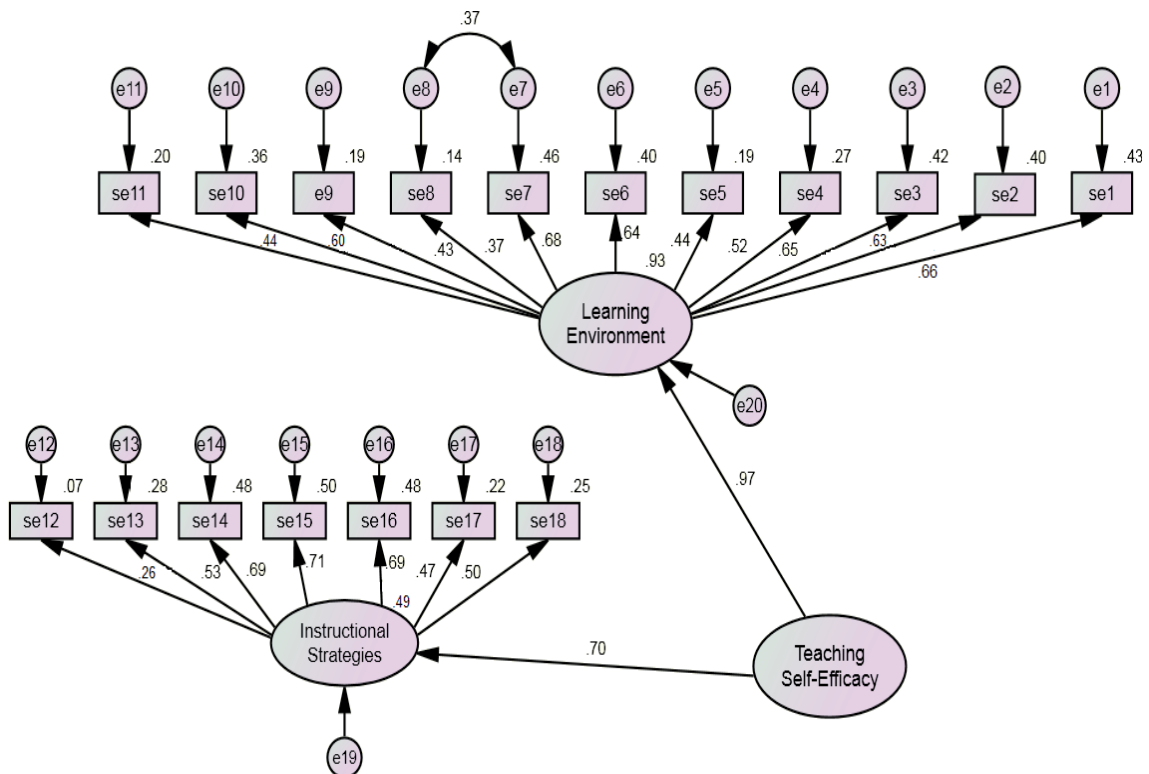 .37
e11 e10 e9 e8 e7 e6 e5 e4 e3 e2 e1
.20 .36 .19 .14 .46 .40 .19 .27 .42 .40 .43
se11 se10 e9 se8 se7 se6 se5 se4 se3 se2 se1
.44 .60 .43 .37 .68 .64 .44 .52 .65 .63 .66
.93
Learning
Environment
e20
.97
e12 e13 e14 e15 e16 e17 e18
.07 .28 .48 .50 .48 .22 .25
se12 se13 se14 se15 se16 se17 se18
.26 .53 .69 .71 .69 .47 .50
.49
Instructional
Strategies
.70
Teaching
Self-Efficacy
e19